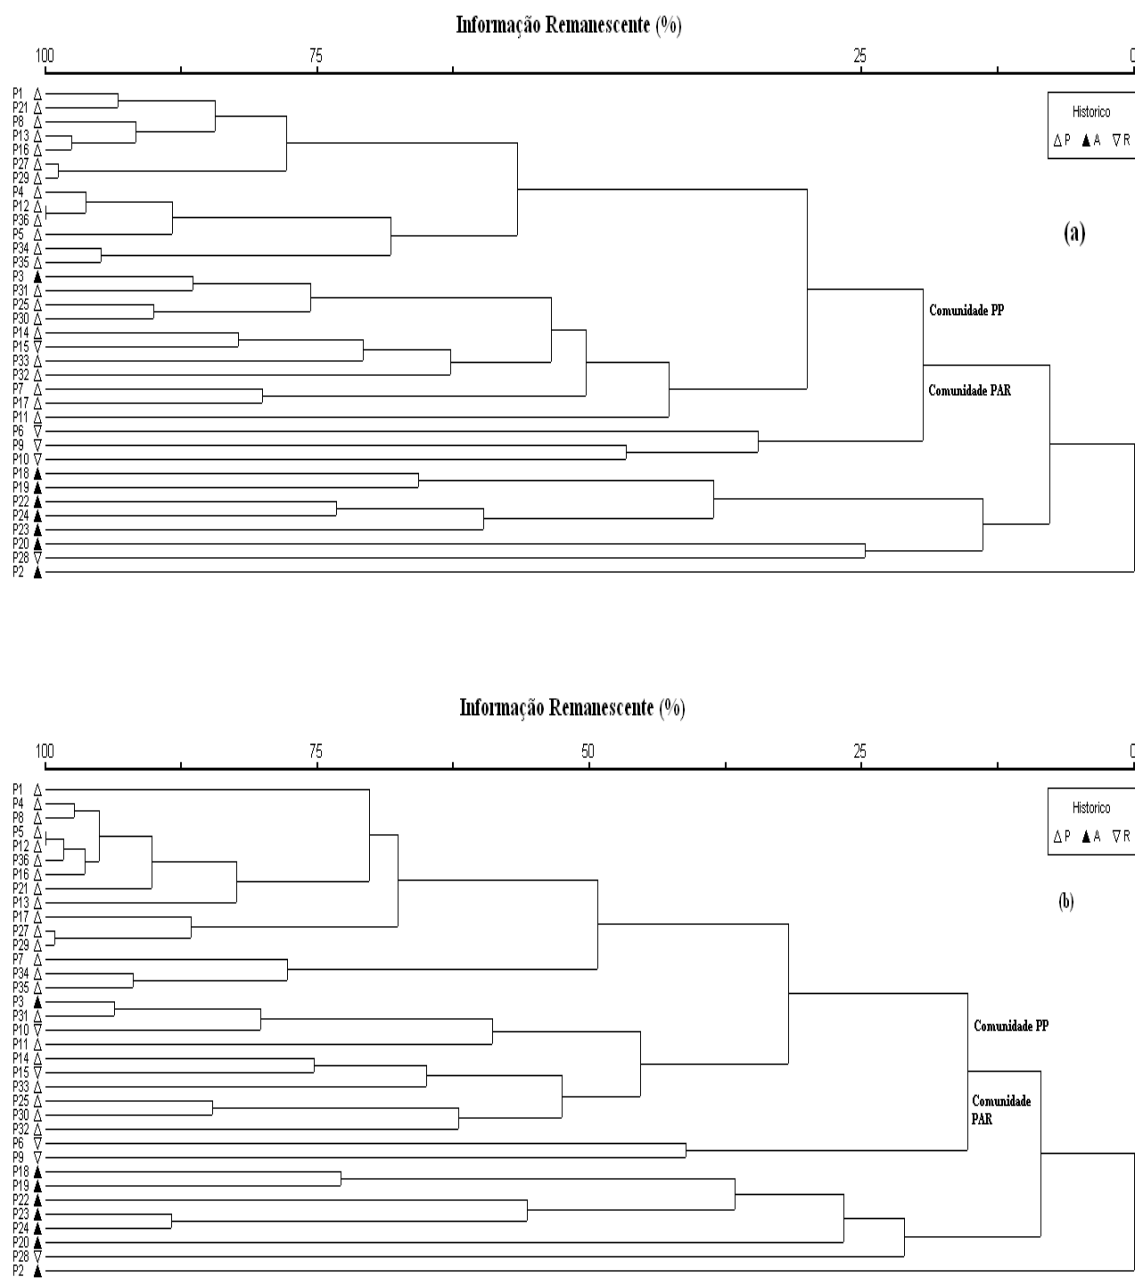 Informação Remanescente (%)
100 75 25 0
P1
P21
P8
P13
P16
P27
P29
P4
P12
P36
P5
P34
P35
P3
P31
P25
P30
P14
P15
P33
P32
P7
P17
P11
P6
P9
P10
P18
P19
P22
P24
P23
P20
P28
P2
Historico
△ P ▲ A ▽ R
(a)
Comunidade PP
Comunidade PAR
Informação Remanescente (%)
100 75 50 25 0
P1
P4
P8
P5
P12
P36
P16
P21
P13
P17
P27
P29
P7
P34
P35
P3
P31
P10
P11
P14
P15
P33
P25
P30
P32
P6
P9
P18
P19
P22
P23
P24
P20
P28
P2
Historico
△ P ▲ A ▽ R
(b)
Comunidade PP
Comunidade
PAR